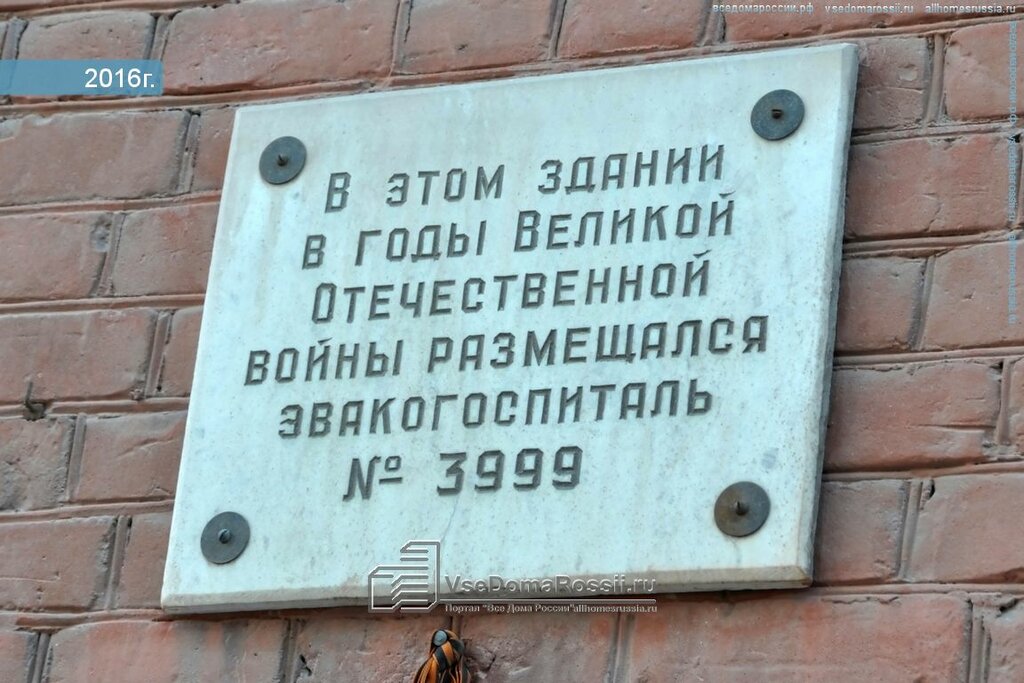 вседомароссии.рф vsedomarossii.ru allhomesrussia.ru
2016г.
В ЭТОМ ЗДАНИИ
В ГОДЫ ВЕЛИКОЙ
ОТЕЧЕСТВЕННОЙ
ВОЙНЫ РАЗМЕЩАЛСЯ
ЭВАКОГОСПИТАЛЬ
№ 3999
VseDomaRossii.ru
Портал "Все Дома России" allhomesrussia.ru